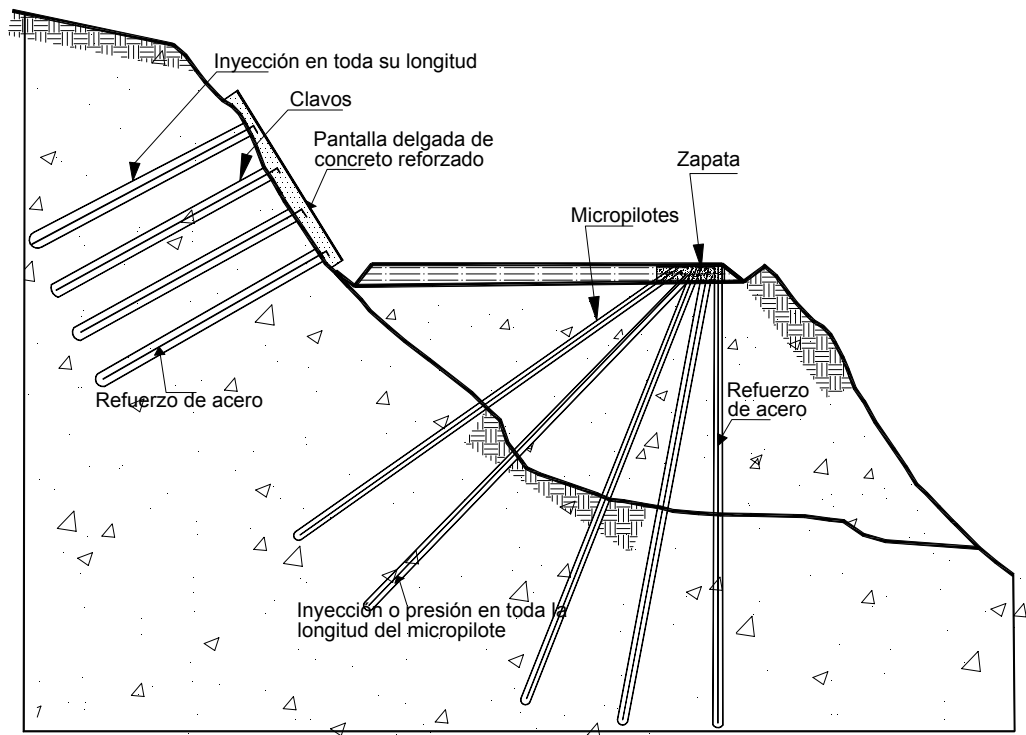 Inyección en toda su longitud
Clavos
Pantalla delgada de
concreto reforzado
Zapata
Micropilotes
Refuerzo de acero
Refuerzo
de acero
Inyección o presión en toda la
longitud del micropilote
1